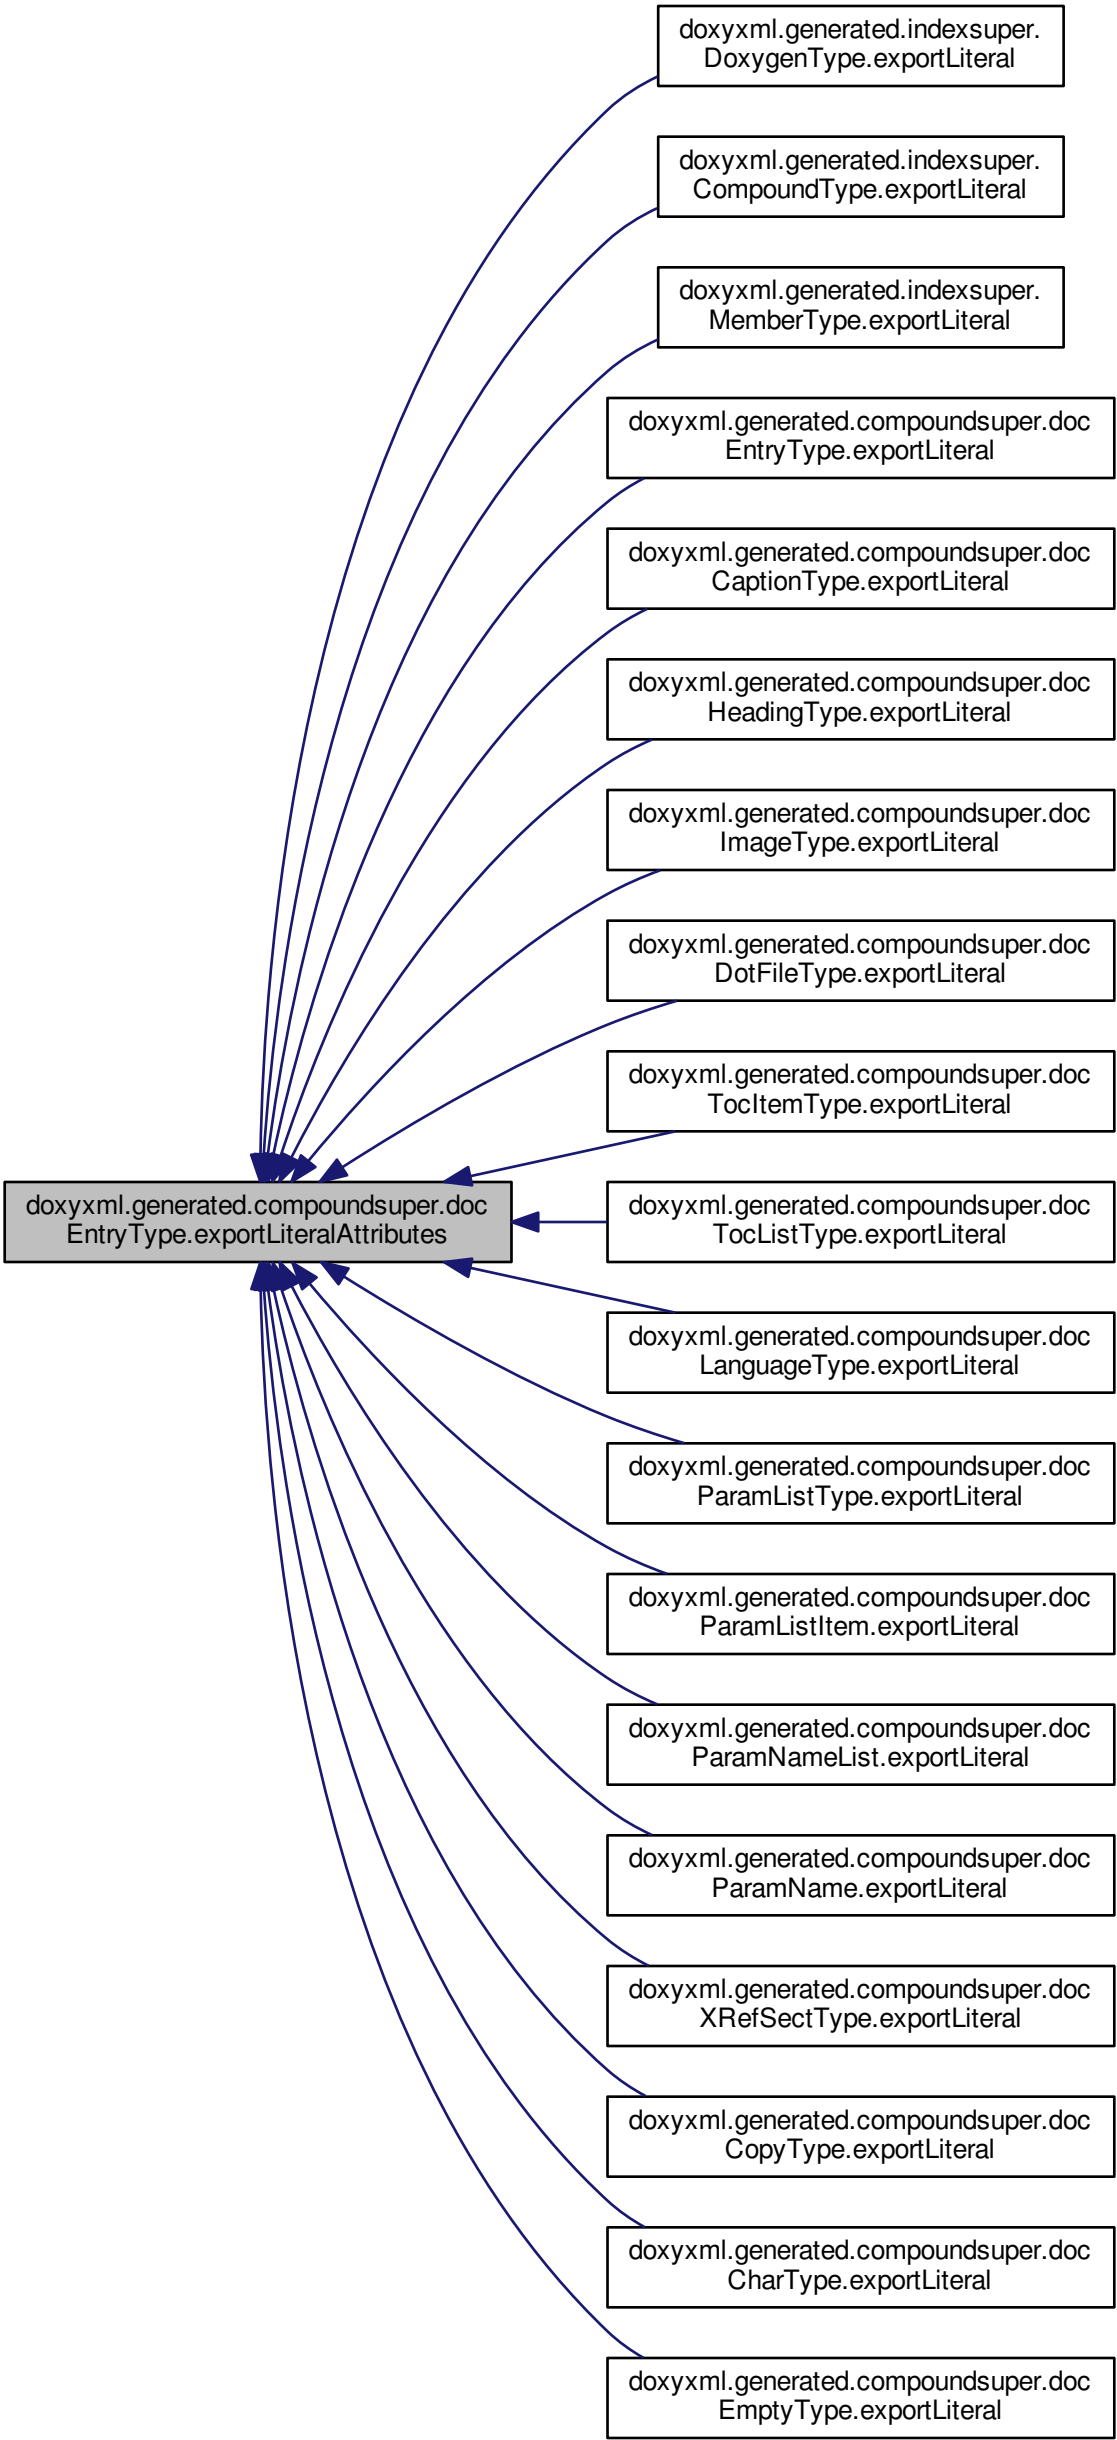 doxyxml.generated.indexsuper.
DoxygenType.exportLiteral
doxyxml.generated.indexsuper.
CompoundType.exportLiteral
doxyxml.generated.indexsuper.
MemberType.exportLiteral
doxyxml.generated.compoundsuper.doc
EntryType.exportLiteral
doxyxml.generated.compoundsuper.doc
CaptionType.exportLiteral
doxyxml.generated.compoundsuper.doc
HeadingType.exportLiteral
doxyxml.generated.compoundsuper.doc
ImageType.exportLiteral
doxyxml.generated.compoundsuper.doc
DotFileType.exportLiteral
doxyxml.generated.compoundsuper.doc
TocItemType.exportLiteral
doxyxml.generated.compoundsuper.doc
EntryType.exportLiteralAttributes
doxyxml.generated.compoundsuper.doc
TocListType.exportLiteral
doxyxml.generated.compoundsuper.doc
LanguageType.exportLiteral
doxyxml.generated.compoundsuper.doc
ParamListType.exportLiteral
doxyxml.generated.compoundsuper.doc
ParamListItem.exportLiteral
doxyxml.generated.compoundsuper.doc
ParamNameList.exportLiteral
doxyxml.generated.compoundsuper.doc
ParamName.exportLiteral
doxyxml.generated.compoundsuper.doc
XRefSectType.exportLiteral
doxyxml.generated.compoundsuper.doc
CopyType.exportLiteral
doxyxml.generated.compoundsuper.doc
CharType.exportLiteral
doxyxml.generated.compoundsuper.doc
EmptyType.exportLiteral